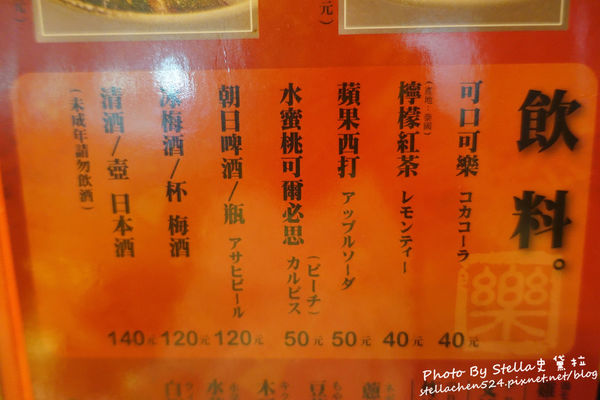 飲料。
可口可樂 コカコーラ 40元
檸檬紅茶 レモンティー 40元
蘋果西打 アップルソーダ 50元
水蜜桃可爾必思 (ピーチ)カルピス 50元
朝日啤酒/瓶 アサヒビール 120元
梅酒/杯 梅酒 120元
清酒/壺 日本酒 140元
(未成年請勿飲酒)
樂
元
元
Photo By Stella史黛拉
stellachen524.pixnet.net/blog